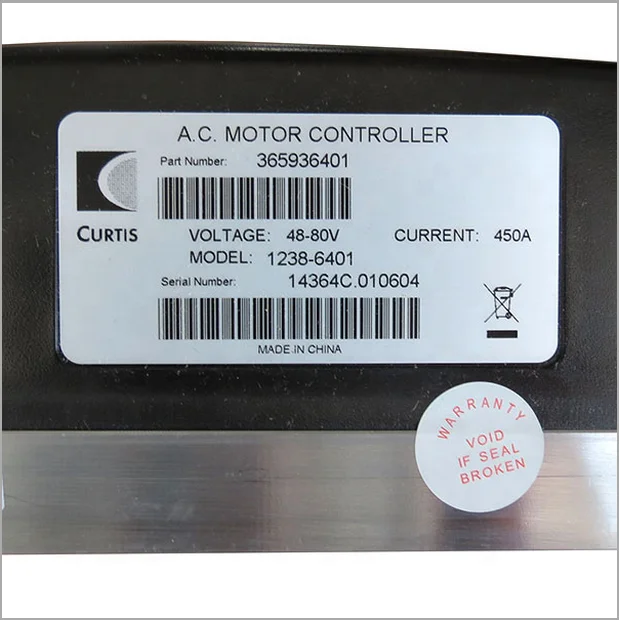 A.C. MOTOR CONTROLLER
Part Number: 365936401
CURTIS
VOLTAGE: 48-80V CURRENT: 450A
MODEL: 1238-6401
Serial Number: 14364C.010604
MADE IN CHINA
WARRANTY
VOID
IF SEAL
BROKEN